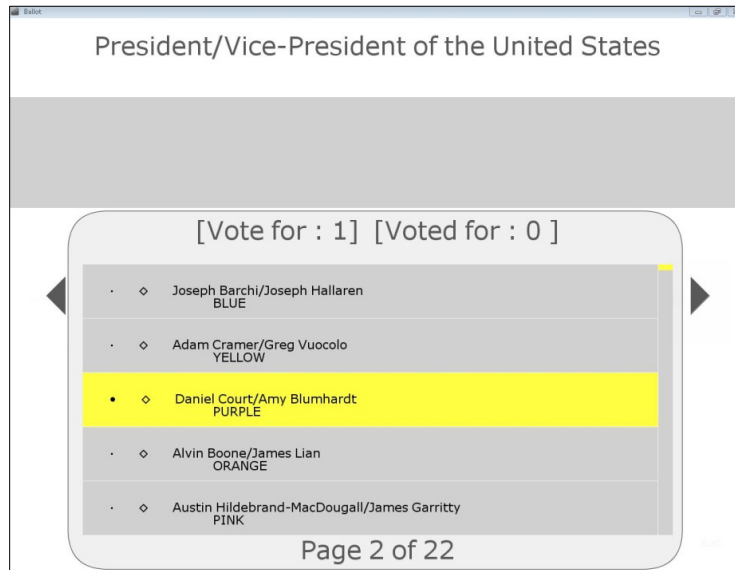 Ballot
President/Vice-President of the United States
[Vote for : 1] [Voted for : 0 ]
Joseph Barchi/Joseph Hallaren
BLUE
Adam Cramer/Greg Vuocolo
YELLOW
Daniel Court/Amy Blumhardt
PURPLE
Alvin Boone/James Lian
ORANGE
Austin Hildebrand-MacDougall/James Garritty
PINK
Page 2 of 22